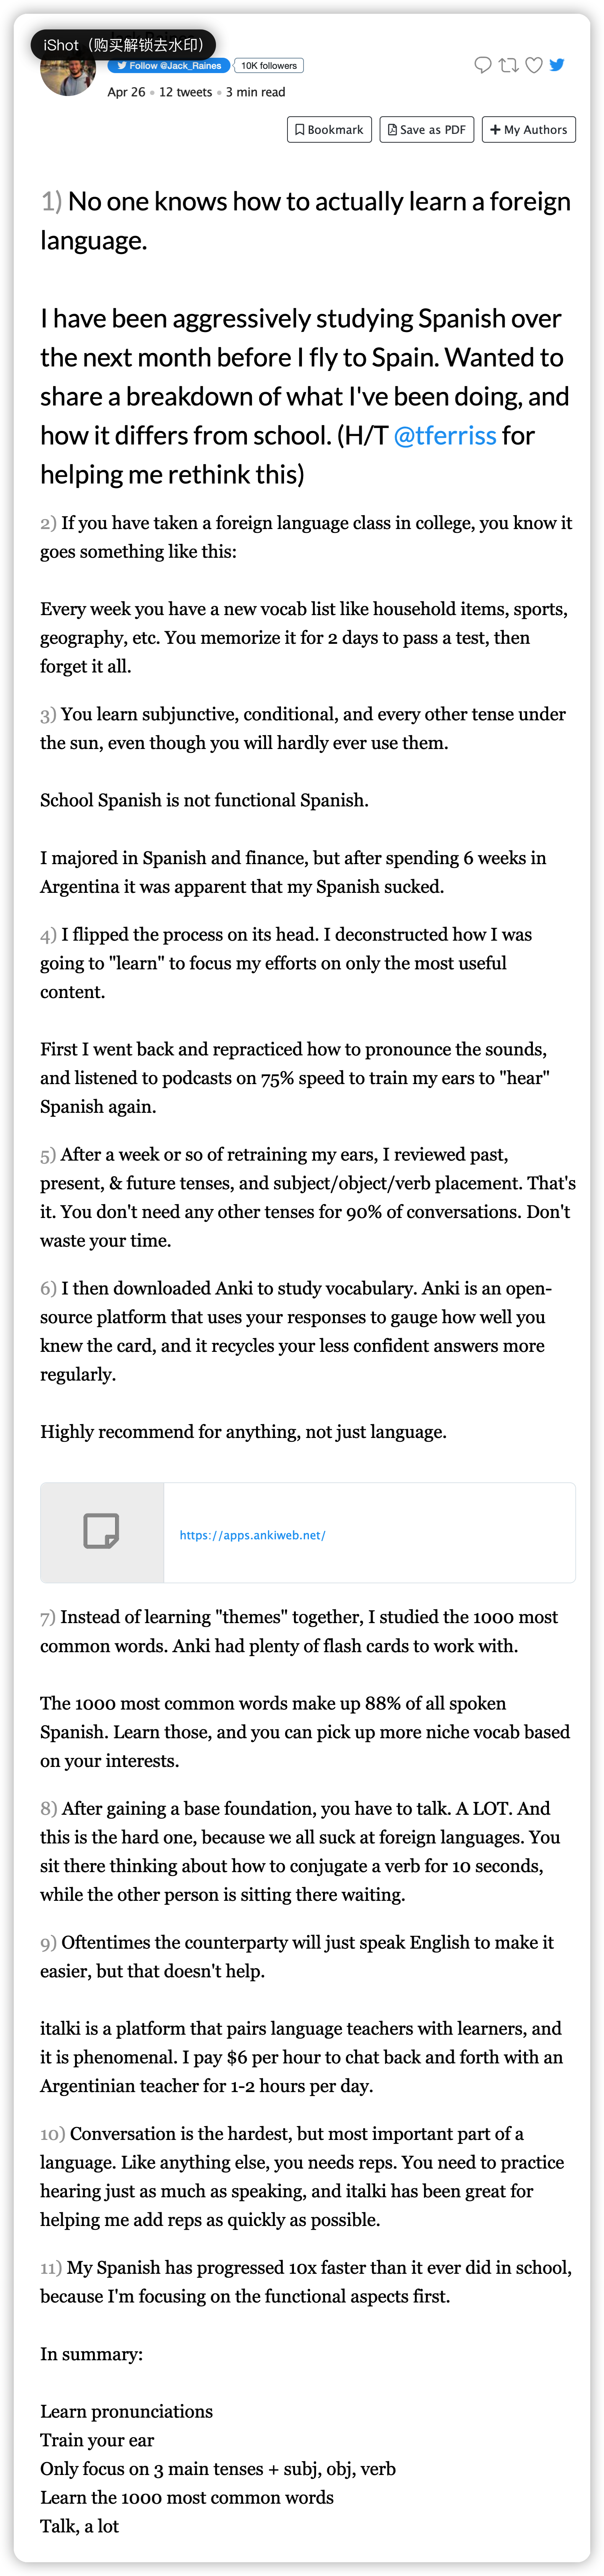 iShot（购买解锁去水印）
Follow @Jack_Raines
10K followers
Apr 26 • 12 tweets • 3 min read
Bookmark
Save as PDF
My Authors
1) No one knows how to actually learn a foreign
language.
I have been aggressively studying Spanish over
the next month before I fly to Spain. Wanted to
share a breakdown of what I've been doing, and
how it differs from school. (H/T @tferriss for
helping me rethink this)
2) If you have taken a foreign language class in college, you know it
goes something like this:
Every week you have a new vocab list like household items, sports,
geography, etc. You memorize it for 2 days to pass a test, then
forget it all.
3) You learn subjunctive, conditional, and every other tense under
the sun, even though you will hardly ever use them.
School Spanish is not functional Spanish.
I majored in Spanish and finance, but after spending 6 weeks in
Argentina it was apparent that my Spanish sucked.
4) I flipped the process on its head. I deconstructed how I was
going to "learn" to focus my efforts on only the most useful
content.
First I went back and repracticed how to pronounce the sounds,
and listened to podcasts on 75% speed to train my ears to "hear"
Spanish again.
5) After a week or so of retraining my ears, I reviewed past,
present, & future tenses, and subject/object/verb placement. That's
it. You don't need any other tenses for 90% of conversations. Don't
waste your time.
6) I then downloaded Anki to study vocabulary. Anki is an open-
source platform that uses your responses to gauge how well you
knew the card, and it recycles your less confident answers more
regularly.
Highly recommend for anything, not just language.
https://apps.ankiweb.net/
7) Instead of learning "themes" together, I studied the 1000 most
common words. Anki had plenty of flash cards to work with.
The 1000 most common words make up 88% of all spoken
Spanish. Learn those, and you can pick up more niche vocab based
on your interests.
8) After gaining a base foundation, you have to talk. A LOT. And
this is the hard one, because we all suck at foreign languages. You
sit there thinking about how to conjugate a verb for 10 seconds,
while the other person is sitting there waiting.
9) Oftentimes the counterparty will just speak English to make it
easier, but that doesn't help.
italki is a platform that pairs language teachers with learners, and
it is phenomenal. I pay $6 per hour to chat back and forth with an
Argentinian teacher for 1-2 hours per day.
10) Conversation is the hardest, but most important part of a
language. Like anything else, you needs reps. You need to practice
hearing just as much as speaking, and italki has been great for
helping me add reps as quickly as possible.
11) My Spanish has progressed 10x faster than it ever did in school,
because I'm focusing on the functional aspects first.
In summary:
Learn pronunciations
Train your ear
Only focus on 3 main tenses + subj, obj, verb
Learn the 1000 most common words
Talk, a lot